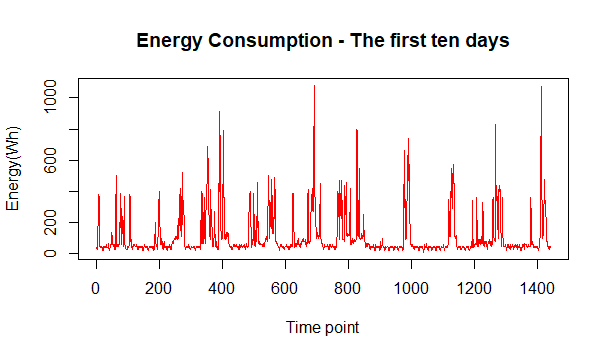 Energy Consumption - The first ten days
Energy(Wh)
1000
600
200
0
0 200 400 600 800 1000 1200 1400
Time point